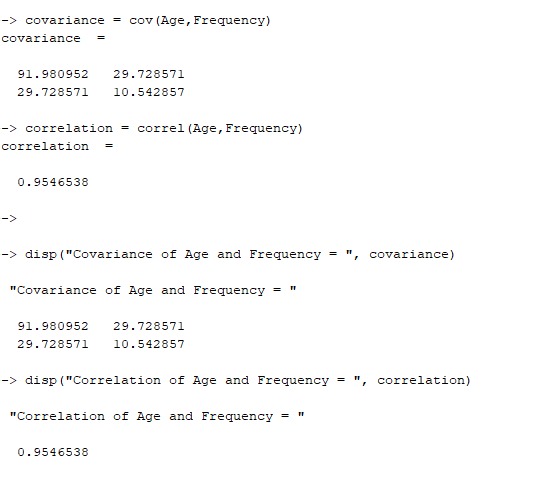 -> covariance = cov(Age,Frequency)
covariance  =
91.980952   29.728571
29.728571   10.542857
-> correlation = correl(Age,Frequency)
correlation  =
0.9546538
->
-> disp("Covariance of Age and Frequency = ", covariance)
"Covariance of Age and Frequency = "
91.980952   29.728571
29.728571   10.542857
-> disp("Correlation of Age and Frequency = ", correlation)
"Correlation of Age and Frequency = "
0.9546538